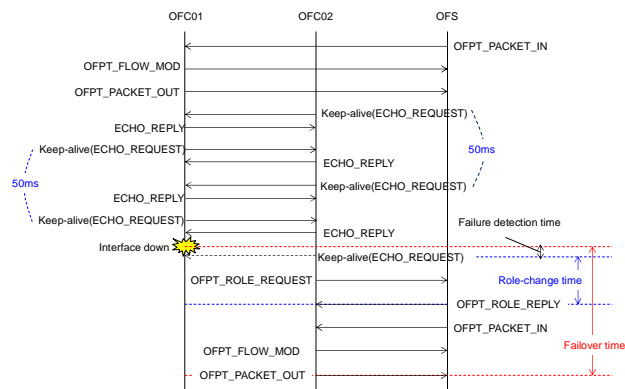 OFC01 OFC02 OFS
OFPT_PACKET_IN
OFPT_FLOW_MOD
OFPT_PACKET_OUT
Keep-alive(ECHO_REQUEST)
ECHO_REPLY
Keep-alive(ECHO_REQUEST)
50ms
ECHO_REPLY
50ms
Keep-alive(ECHO_REQUEST)
ECHO_REPLY
Keep-alive(ECHO_REQUEST)
Failure detection time
ECHO_REPLY
Interface down
Keep-alive(ECHO_REQUEST)
OFPT_ROLE_REQUEST
Role-change time
OFPT_ROLE_REPLY
OFPT_PACKET_IN
Failover time
OFPT_FLOW_MOD
OFPT_PACKET_OUT